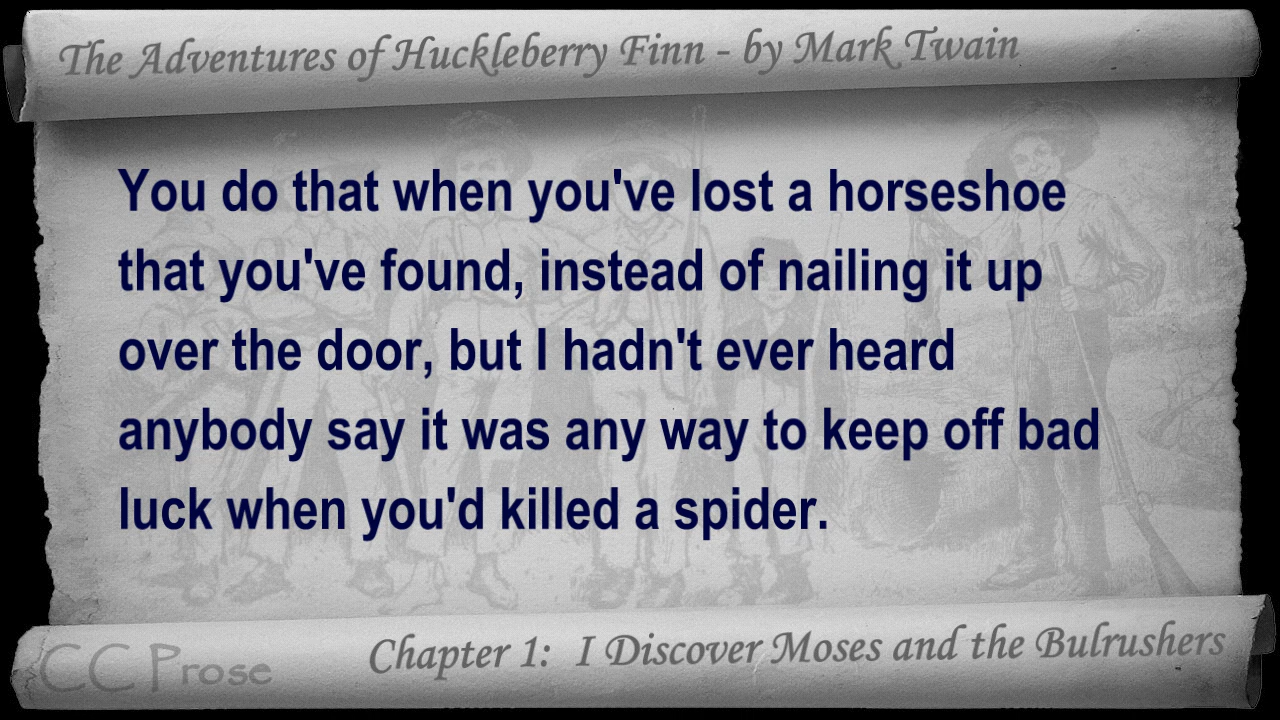 The Adventures of Huckleberry Finn - by Mark Twain
You do that when you've lost a horseshoe
that you've found, instead of nailing it up
over the door, but I hadn't ever heard
anybody say it was any way to keep off bad
luck when you'd killed a spider.
CC Prose
Chapter 1: I Discover Moses and the Bulrushers